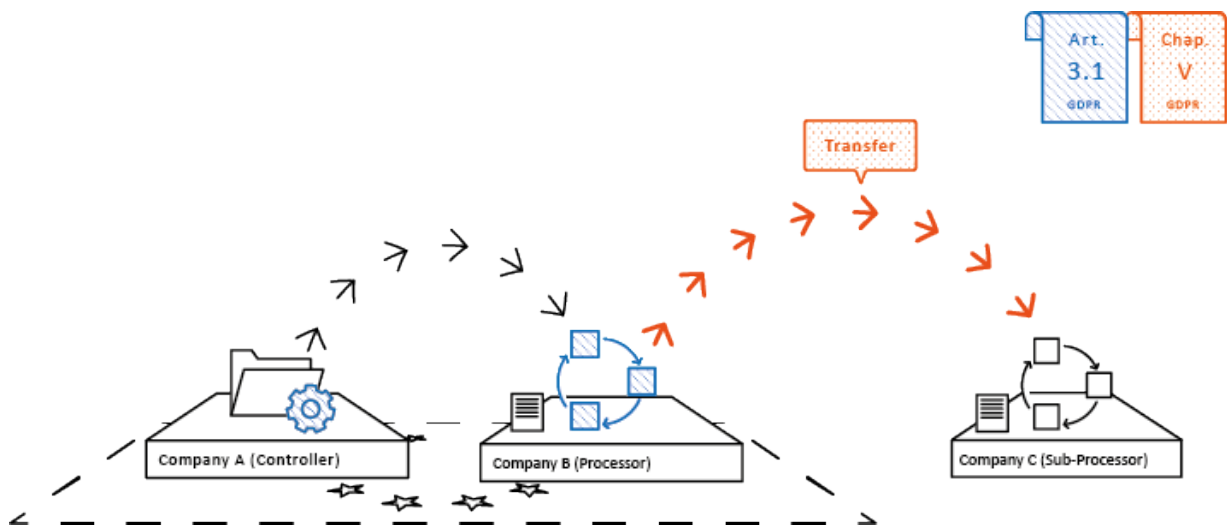 Art.
3.1
GDPR
Chap.
V
GDPR
Transfer
Company A (Controller)
Company B (Processor)
Company C (Sub-Processor)